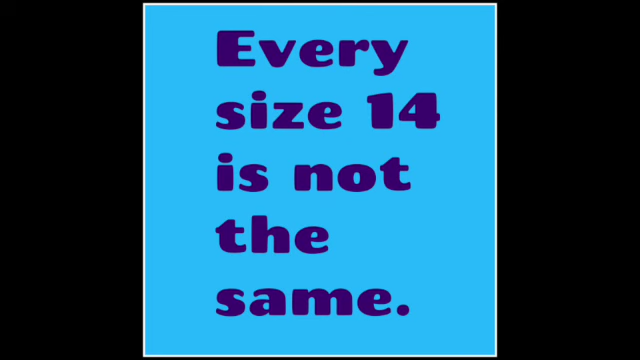 Every
size 14
is not
the
same.